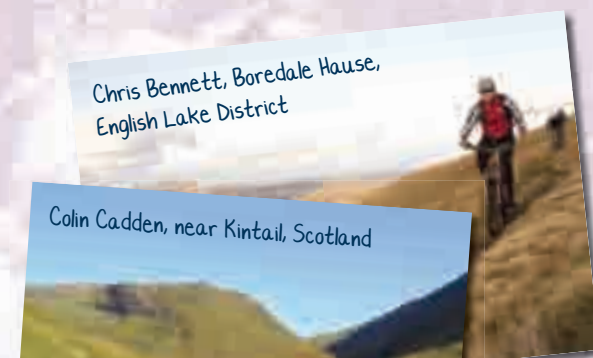 Chris Bennett, Boredale Hause,
English Lake District
Colin Cadden, near Kintail, Scotland